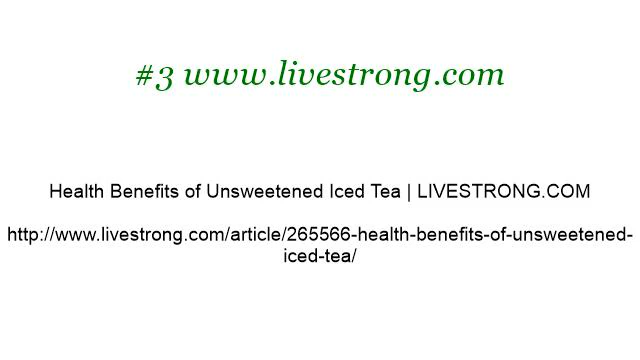 #3 www.livestrong.com
Health Benefits of Unsweetened Iced Tea | LIVESTRONG.COM
http://www.livestrong.com/article/265566-health-benefits-of-unsweetened-
iced-tea/